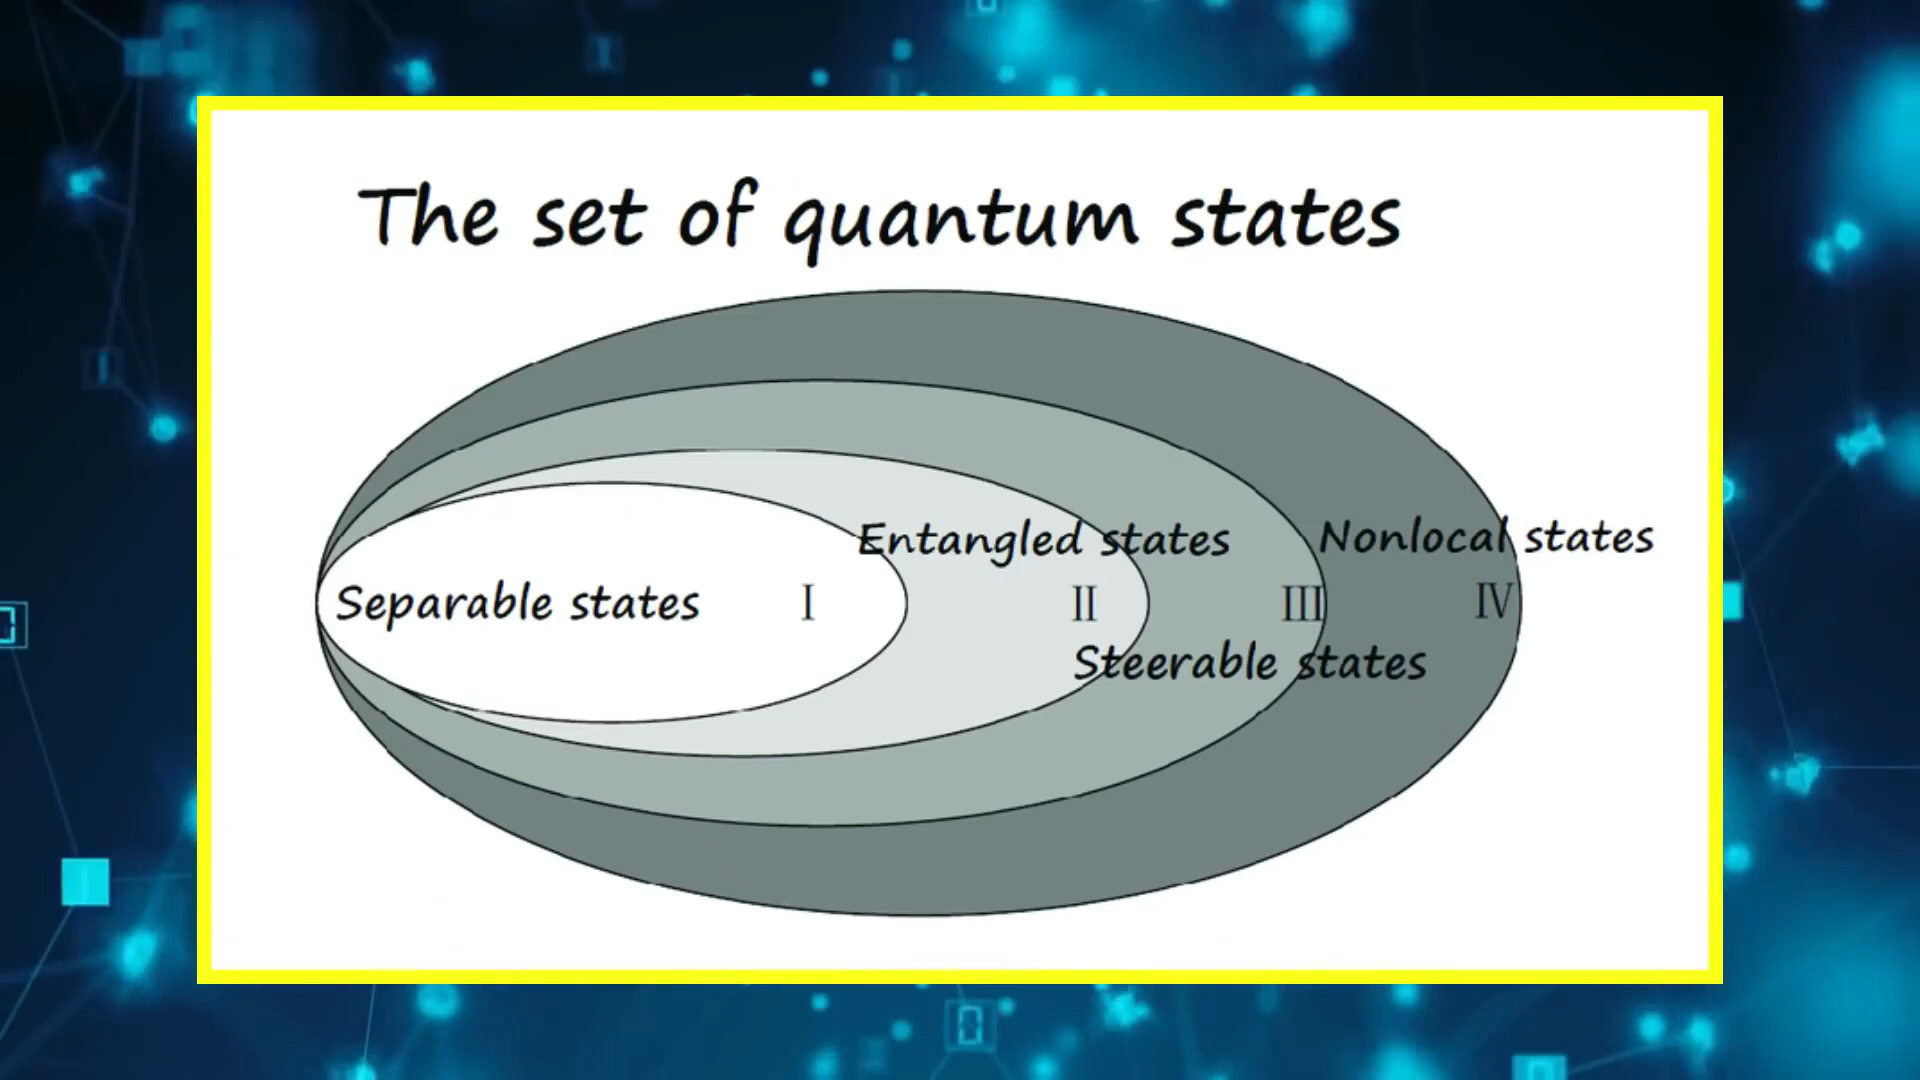 The set of quantum states
Entangled states
Nonlocal states
Separable states I II III IV
Steerable states